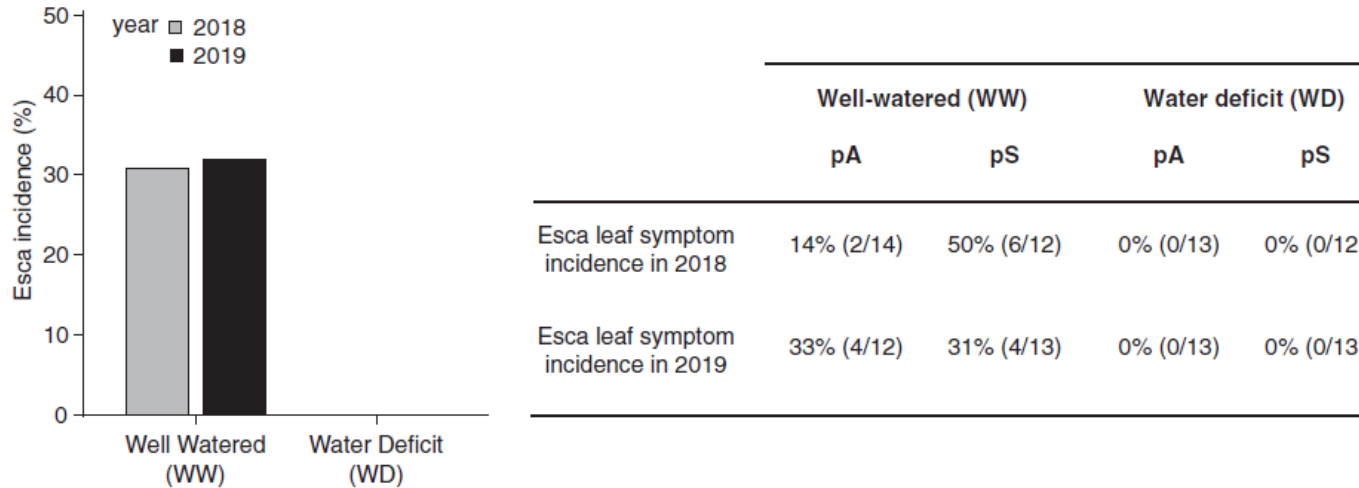 50
year 2018
2019
40
30
20
10
0
Esca incidence (%)
Well Watered
(WW)
Water Deficit
(WD)
Well-watered (WW) Water deficit (WD)
pA pS pA pS
Esca leaf symptom
incidence in 2018
14% (2/14) 50% (6/12) 0% (0/13) 0% (0/12
Esca leaf symptom
incidence in 2019
33% (4/12) 31% (4/13) 0% (0/13) 0% (0/13